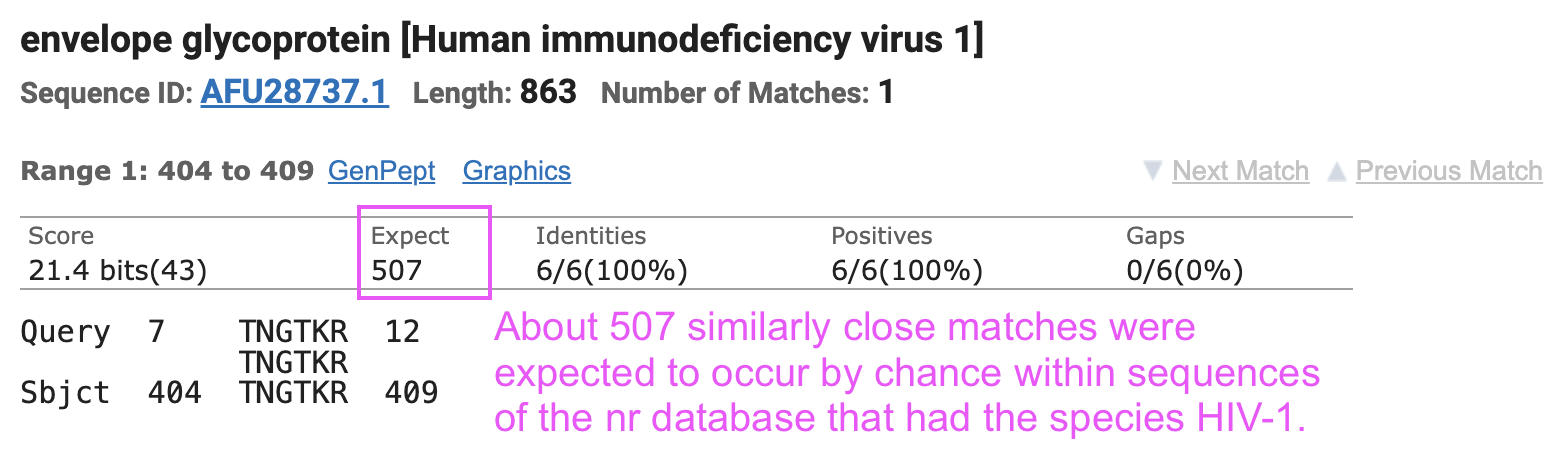 envelope glycoprotein [Human immunodeficiency virus 1]
Sequence ID: AFU28737.1 Length: 863 Number of Matches: 1
Range 1: 404 to 409 GenPept Graphics ▼ Next Match ▲ Previous Match
Score Expect Identities Positives Gaps
21.4 bits(43) 507 6/6(100%) 6/6(100%) 0/6(0%)
Query 7 TNGTKR 12
TNGTKR
Sbjct 404 TNGTKR 409
About 507 similarly close matches were
expected to occur by chance within sequences
of the nr database that had the species HIV-1.